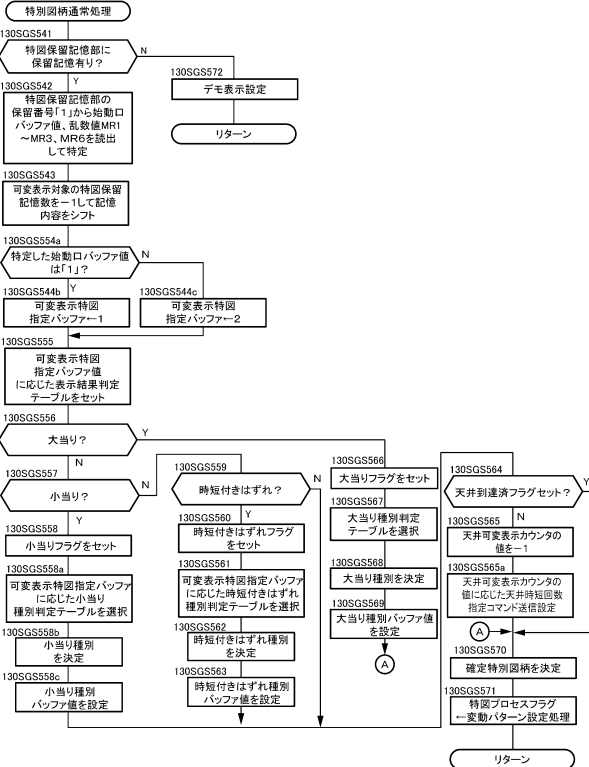 特別図柄通常処理
130SGS541
特図保留記憶部に
保留記憶有り？
N
Y
130SGS572
デモ表示設定
リターン
130SGS542
特図保留記憶部の
保留番号「1」から始動口
バッファ値、乱数値MR1
～MR3、MR6を読出
して特定
130SGS543
可変表示対象の特図保留
記憶数を－1して記憶
内容をシフト
130SGS554a
特定した始動口バッファ値
は「1」？
N
Y
130SGS544b
可変表示特図
指定バッファ←1
130SGS544c
可変表示特図
指定バッファ←2
130SGS555
可変表示特図
指定バッファ値
に応じた表示結果判定
テーブルをセット
130SGS556
大当り？
Y
N
130SGS557
小当り？
N
Y
130SGS558
小当りフラグをセット
130SGS558a
可変表示特図指定バッファ
に応じた小当り
種別判定テーブルを選択
130SGS558b
小当り種別
を決定
130SGS558c
小当り種別
バッファ値を設定
130SGS559
時短付きはずれ？
N
Y
130SGS560
時短付きはずれフラグ
をセット
130SGS561
可変表示特図指定バッファ
に応じた時短付きはずれ
種別判定テーブルを選択
130SGS562
時短付きはずれ種別
を決定
130SGS563
時短付きはずれ種別
バッファ値を設定
130SGS566
大当りフラグをセット
130SGS567
大当り種別判定
テーブルを選択
130SGS568
大当り種別を決定
130SGS569
大当り種別バッファ値
を設定
A
130SGS564
天井到達済フラグセット？
Y
N
130SGS565
天井可変表示カウンタの
値を－1
130SGS565a
天井可変表示カウンタの
値に応じた天井時短回数
指定コマンド送信設定
A
130SGS570
確定特別図柄を決定
130SGS571
特図プロセスフラグ
←変動パターン設定処理
リターン